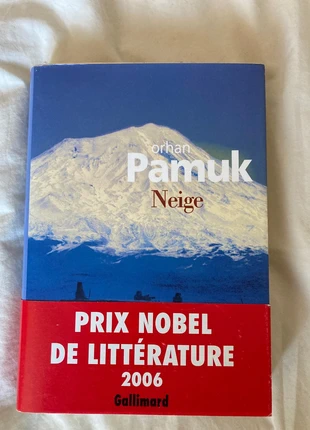 orhan
Pamuk
Neige
PRIX NOBEL
DE LITTÉRATURE
2006
Gallimard